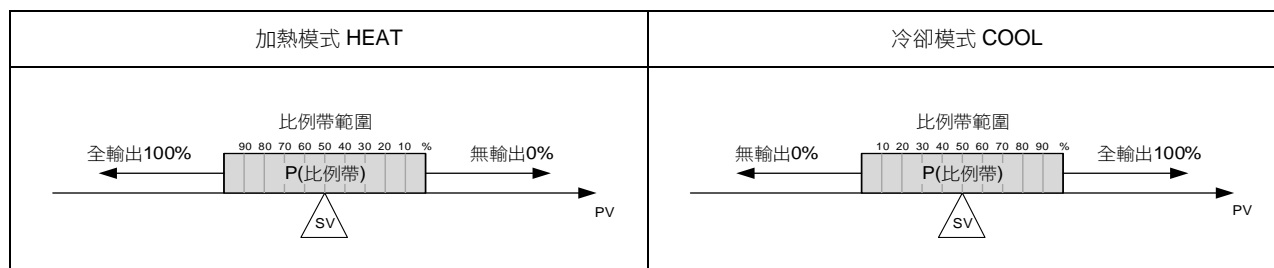 加熱模式 HEAT
冷卻模式 COOL
比例帶範圍
全輸出100%
90 80 70 60 50 40 30 20 10 %
無輸出0%
P(比例帶)
PV
SV
比例帶範圍
無輸出0%
10 20 30 40 50 60 70 80 90 %
全輸出100%
P(比例帶)
PV
SV